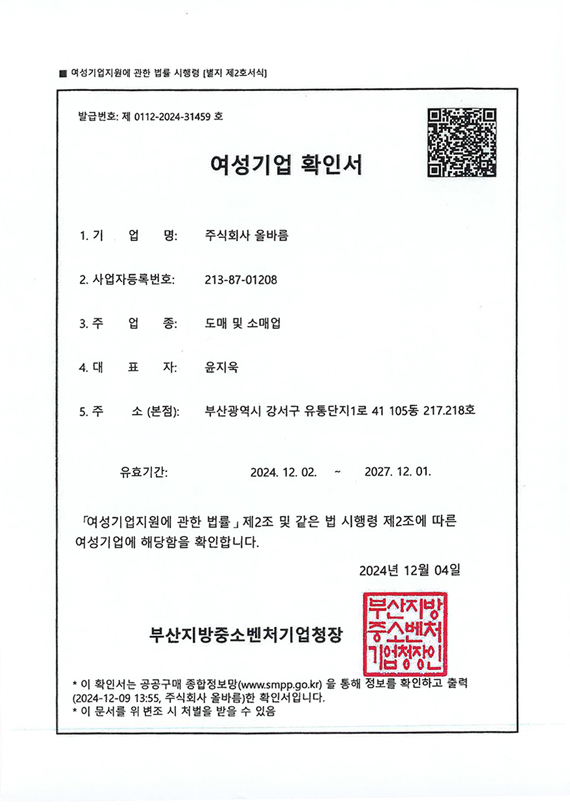 ■ 여성기업지원에 관한 법률 시행령 [별지 제2호서식]
발급번호: 제 0112-2024-31459 호
여성기업 확인서
1. 기 업 명: 주식회사 올바름
2. 사업자등록번호: 213-87-01208
3. 주 업 종: 도매 및 소매업
4. 대 표 자: 윤지욱
5. 주 소 (본점): 부산광역시 강서구 유통단지1로 41 105동 217.218호
유효기간: 2024. 12. 02. ~ 2027. 12. 01.
「여성기업지원에 관한 법률」제2조 및 같은 법 시행령 제2조에 따른
여성기업에 해당함을 확인합니다.
2024년 12월 04일
부산지방중소벤처기업청장
부산지방
중소벤처
기업청장인
* 이 확인서는 공공구매 종합정보망(www.smpp.go.kr) 을 통해 정보를 확인하고 출력
(2024-12-09 13:55, 주식회사 올바름)한 확인서입니다.
* 이 문서를 위 변조 시 처벌을 받을 수 있음